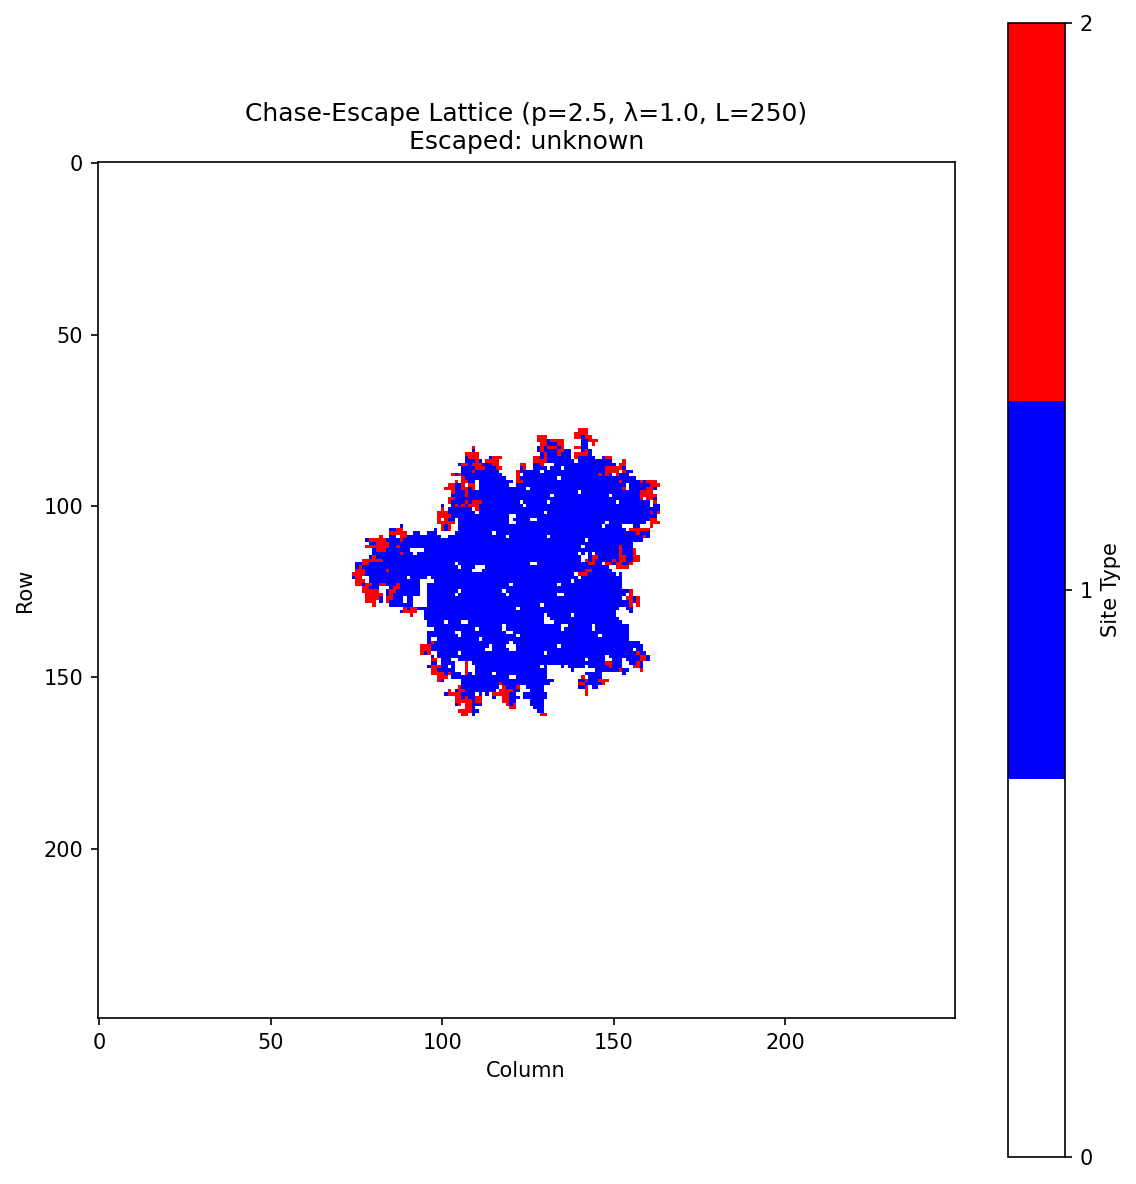 Chase-Escape Lattice (p=2.5, λ=1.0, L=250)
Escaped: unknown
0
50
100
150
200
Row
0
50
100
150
200
Column
2
1
0
Site Type